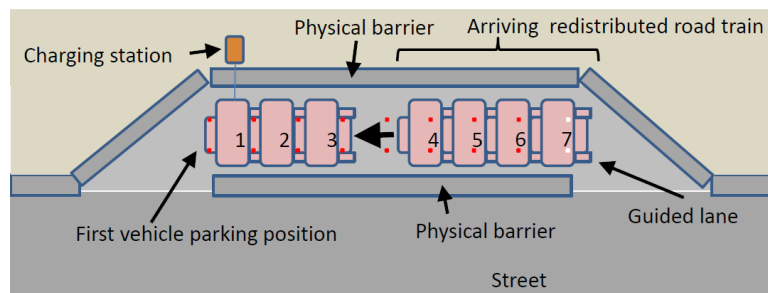 Arriving redistributed road train
Physical barrier
Charging station
1 2 3 4 5 6 7
Guided lane
First vehicle parking position
Physical barrier
Street